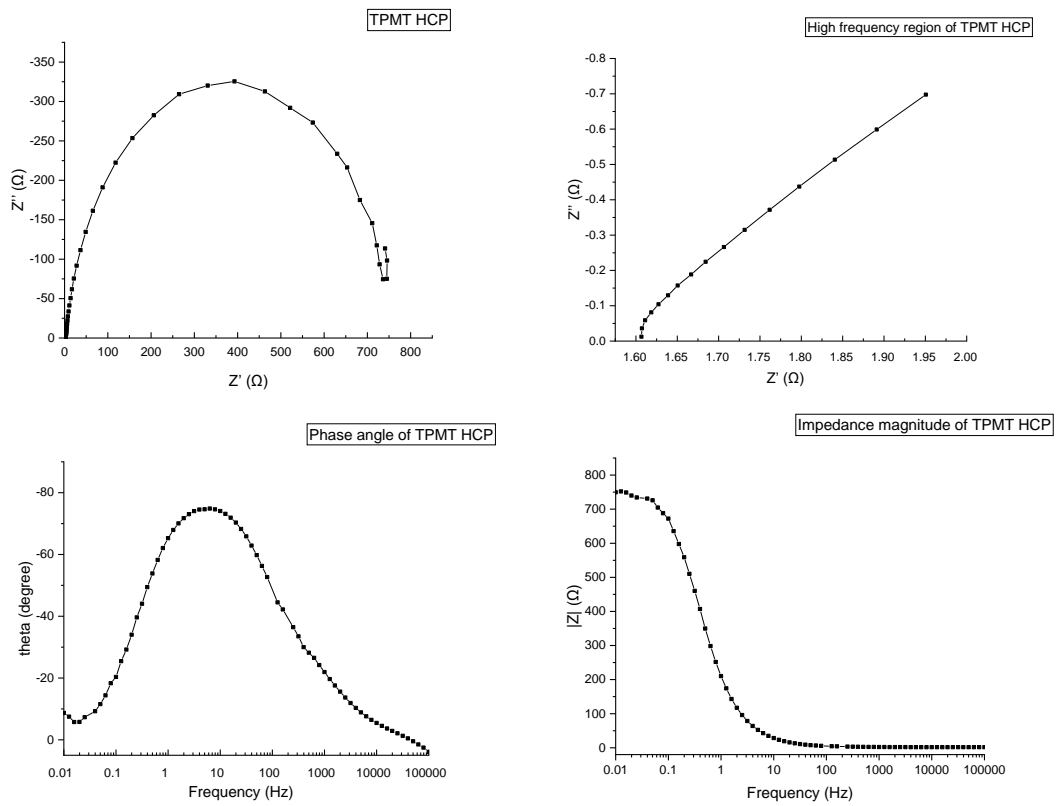 TPMT HCP
-350
-300
-250
-200
-150
-100
-50
0
Z'' (Ω)
0 100 200 300 400 500 600 700 800
Z' (Ω)
High frequency region of TPMT HCP
-0.8
-0.7
-0.6
-0.5
-0.4
-0.3
-0.2
-0.1
0.0
Z'' (Ω)
1.60 1.65 1.70 1.75 1.80 1.85 1.90 1.95 2.00
Z' (Ω)
Phase angle of TPMT HCP
-80
-60
-40
-20
0
theta (degree)
0.01 0.1 1 10 100 1000 10000 100000
Frequency (Hz)
Impedance magnitude of TPMT HCP
800
700
600
500
400
300
200
100
0
|Z| (Ω)
0.01 0.1 1 10 100 1000 10000 100000
Frequency (Hz)